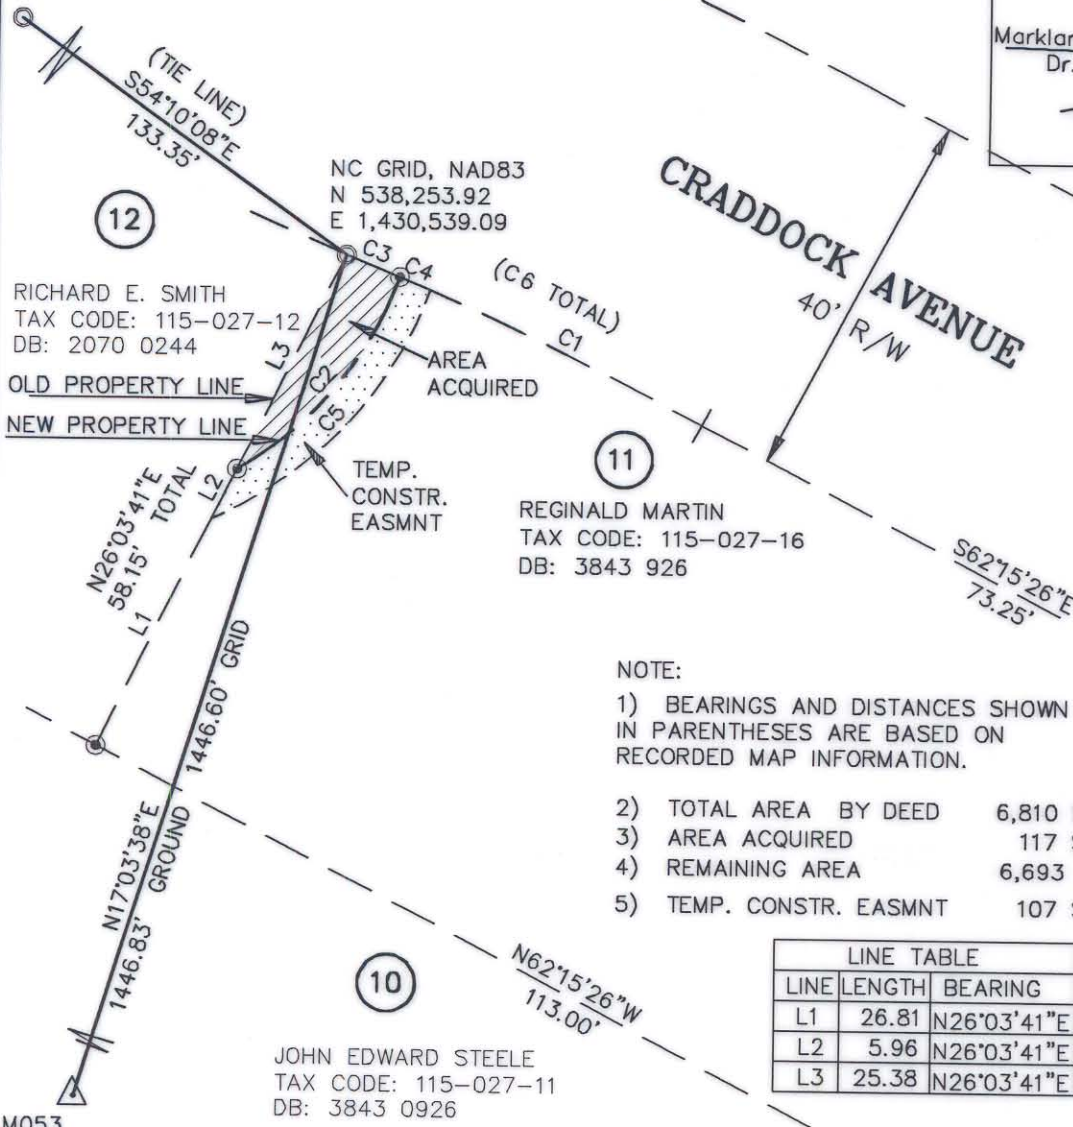 (TIE LINE)
S54°10'08"E
133.35'
Dr.
NC GRID, NAD83
N 538,253.92
E 1,430,539.09
CRADDOCK AVENUE
40' R/W
12
RICHARD E. SMITH
TAX CODE: 115-027-12
DB: 2070 0244
C3
C4
(C6 TOTAL)
C1
L3
C2
C5
AREA
ACQUIRED
OLD PROPERTY LINE
NEW PROPERTY LINE
L2
TEMP.
CONSTR.
EASMNT
N26°03'41"E
58.15' TOTAL
L1
11
REGINALD MARTIN
TAX CODE: 115-027-16
DB: 3843 926
S62°15'26"E
73.25'
N17°03'38"E
1446.83' GROUND
1446.60' GRID
NOTE:
1) BEARINGS AND DISTANCES SHOWN
IN PARENTHESES ARE BASED ON
RECORDED MAP INFORMATION.
2) TOTAL AREA BY DEED 6,810
3) AREA ACQUIRED 117
4) REMAINING AREA 6,693
5) TEMP. CONSTR. EASMNT 107
N62°15'26"W
113.00'
10
JOHN EDWARD STEELE
TAX CODE: 115-027-11
DB: 3843 0926
LINE TABLE
LINE LENGTH BEARING
L1 26.81 N26°03'41"E
L2 5.96 N26°03'41"E
L3 25.38 N26°03'41"E
M053